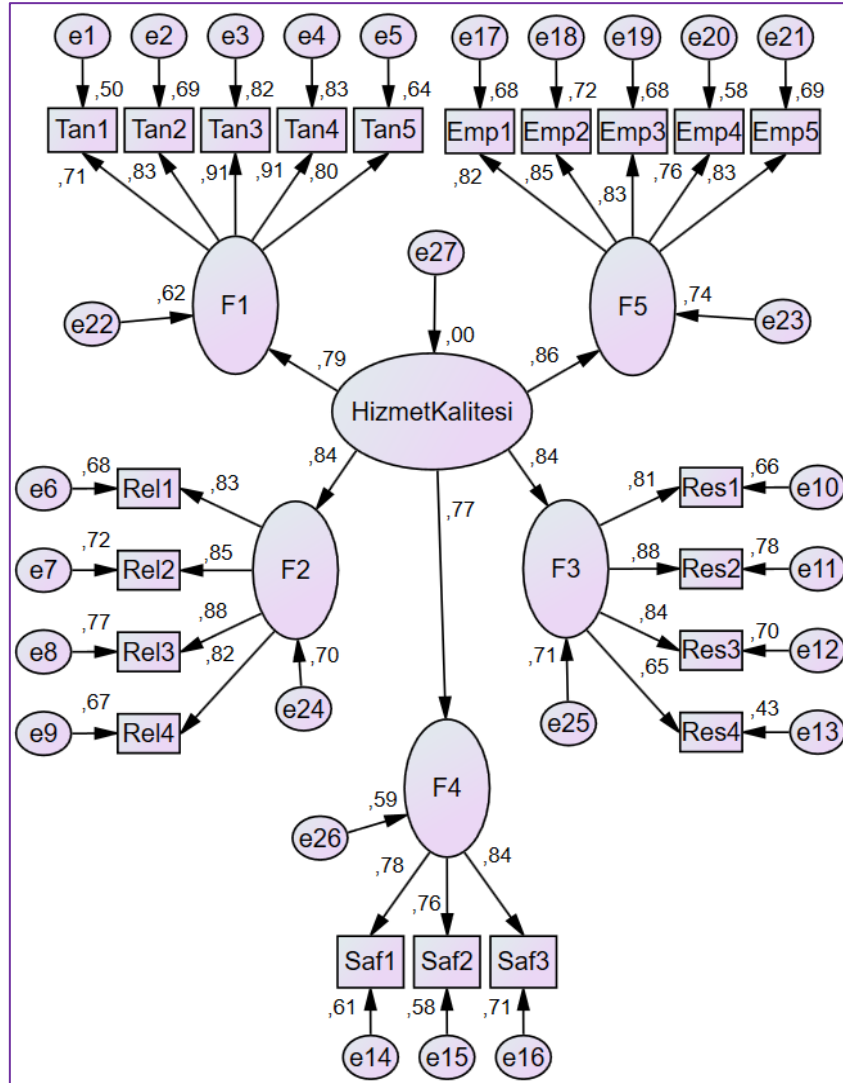 e1 e2 e3 e4 e5 e17 e18 e19 e20 e21
,50 ,69 ,82 ,83 ,64 ,68 ,72 ,68 ,58 ,69
Tan1 Tan2 Tan3 Tan4 Tan5 Emp1 Emp2 Emp3 Emp4 Emp5
,71 ,83 ,91 ,91 ,80 ,82 ,85 ,83 ,76 ,83
e27
e22 ,62 F1 F5 ,74 e23
,79 ,00 ,86
HizmetKalitesi
,84 ,77 ,84
e6 ,68 Rel1 ,83 ,81 Res1 ,66 e10
e7 ,72 Rel2 ,85 F2 F3 ,88 Res2 ,78 e11
e8 ,77 Rel3 ,88 ,84 Res3 ,70 e12
e9 ,67 Rel4 ,82 ,70 e24 ,71 e25 ,65 Res4 ,43 e13
F4
e26 ,59
,78 ,76 ,84
Saf1 Saf2 Saf3
,61 ,58 ,71
e14 e15 e16